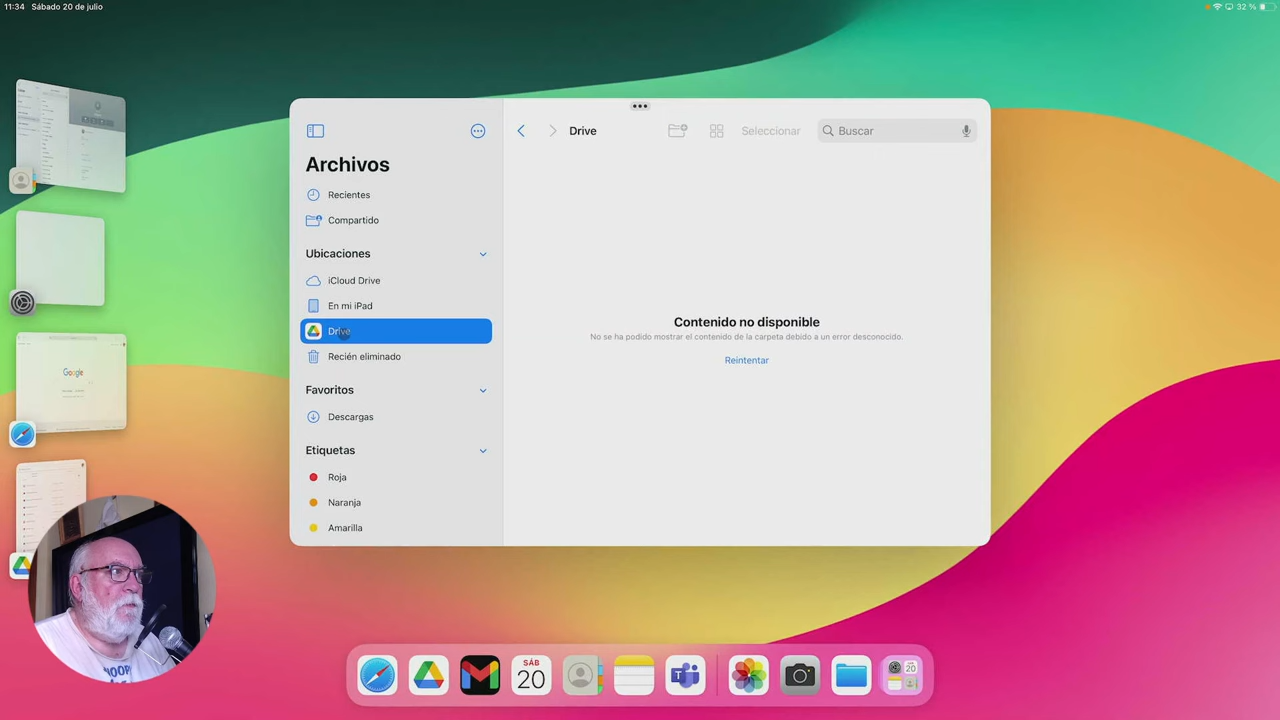 11:34 Sábado 20 de julio
32 %
Archivos
Recientes
Compartido
Ubicaciones
iCloud Drive
En mi iPad
Drive
Recién eliminado
Favoritos
Descargas
Etiquetas
Roja
Naranja
Amarilla
Drive
Seleccionar
Buscar
Contenido no disponible
No se ha podido mostrar el contenido de la carpeta debido a un error desconocido.
Reintentar
Google
SÁB
20
20